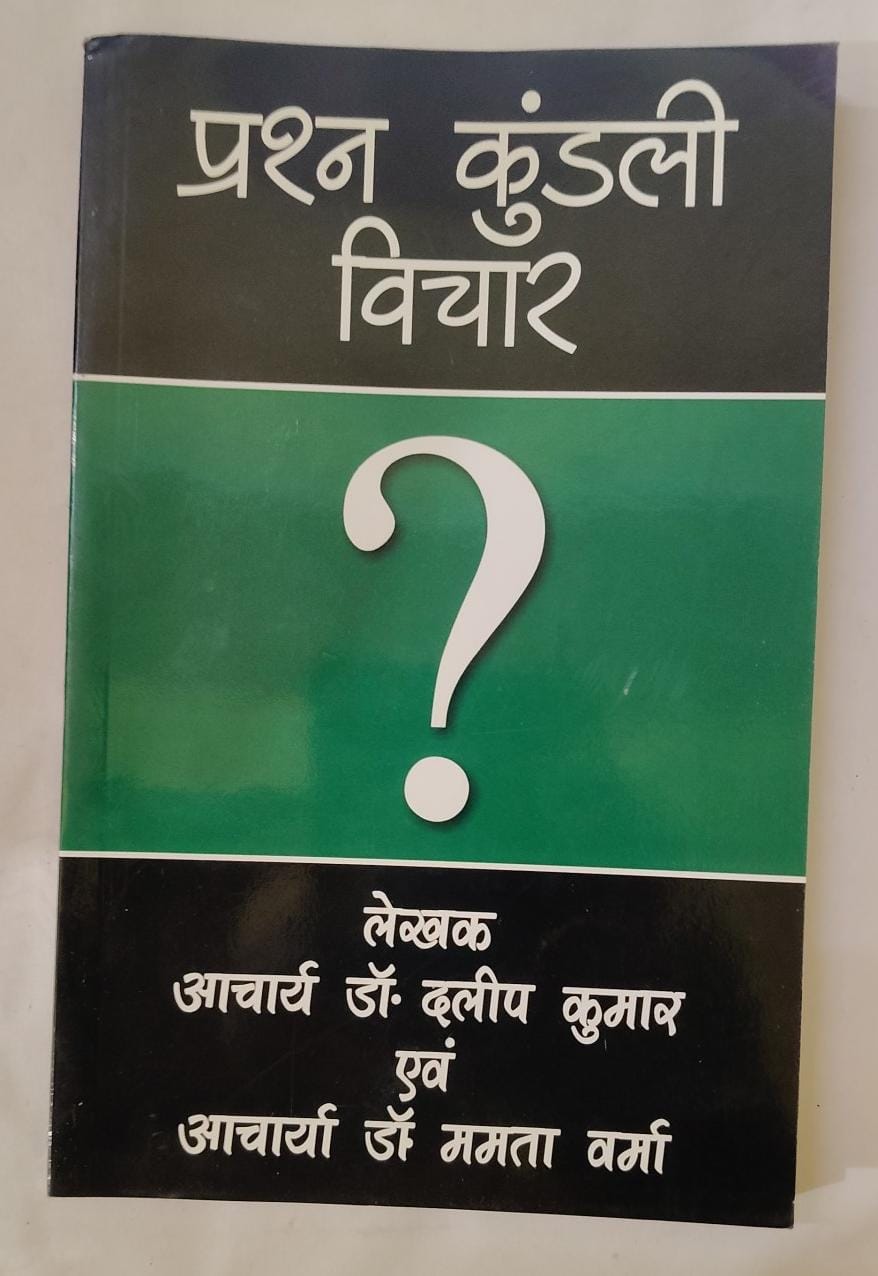 प्रश्न कुंडली
विचार
?
लेखक
आचार्य डॉ. दलीप कुमार
एवं
आचार्या डॉ ममता वर्मा